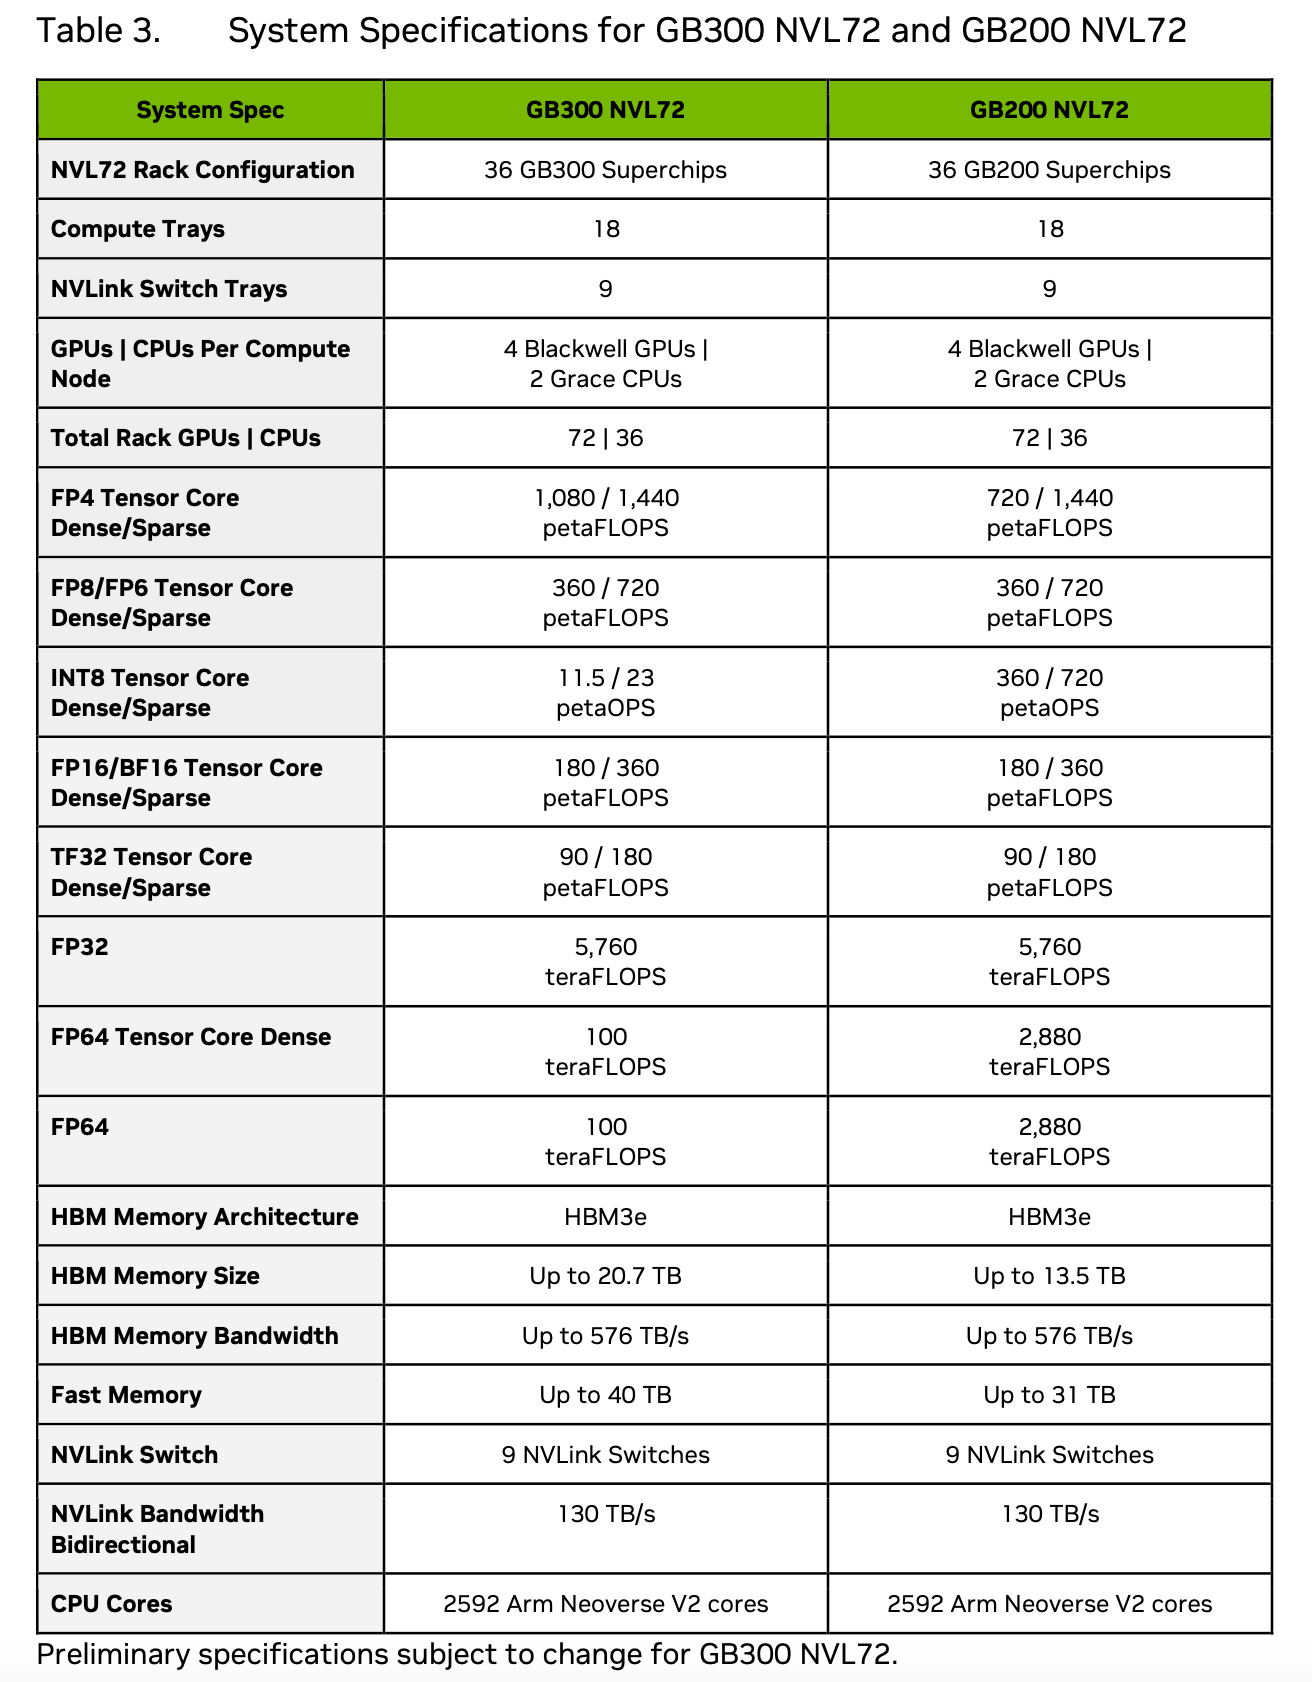 Table 3. System Specifications for GB300 NVL72 and GB200 NVL72
System Spec GB300 NVL72 GB200 NVL72
NVL72 Rack Configuration 36 GB300 Superchips 36 GB200 Superchips
Compute Trays 18 18
NVLink Switch Trays 9 9
GPUs | CPUs Per Compute 4 Blackwell GPUs | 4 Blackwell GPUs |
Node 2 Grace CPUs 2 Grace CPUs
Total Rack GPUs | CPUs 72 | 36 72 | 36
FP4 Tensor Core 1,080 / 1,440 720 / 1,440
Dense/Sparse petaFLOPS petaFLOPS
FP8/FP6 Tensor Core 360 / 720 360 / 720
Dense/Sparse petaFLOPS petaFLOPS
INT8 Tensor Core 11.5 / 23 360 / 720
Dense/Sparse petaOPS petaOPS
FP16/BF16 Tensor Core 180 / 360 180 / 360
Dense/Sparse petaFLOPS petaFLOPS
TF32 Tensor Core 90 / 180 90 / 180
Dense/Sparse petaFLOPS petaFLOPS
FP32 5,760 5,760
teraFLOPS teraFLOPS
FP64 Tensor Core Dense 100 2,880
teraFLOPS teraFLOPS
FP64 100 2,880
teraFLOPS teraFLOPS
HBM Memory Architecture HBM3e HBM3e
HBM Memory Size Up to 20.7 TB Up to 13.5 TB
HBM Memory Bandwidth Up to 576 TB/s Up to 576 TB/s
Fast Memory Up to 40 TB Up to 31 TB
NVLink Switch 9 NVLink Switches 9 NVLink Switches
NVLink Bandwidth 130 TB/s 130 TB/s
Bidirectional
CPU Cores 2592 Arm Neoverse V2 cores 2592 Arm Neoverse V2 cores
Preliminary specifications subject to change for GB300 NVL72.